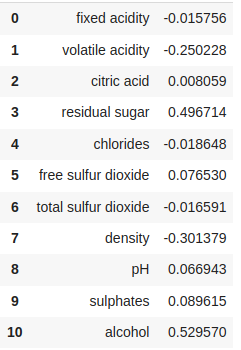 0 fixed acidity -0.015756
1 volatile acidity -0.250228
2 citric acid 0.008059
3 residual sugar 0.496714
4 chlorides -0.018648
5 free sulfur dioxide 0.076530
6 total sulfur dioxide -0.016591
7 density -0.301379
8 pH 0.066943
9 sulphates 0.089615
10 alcohol 0.529570